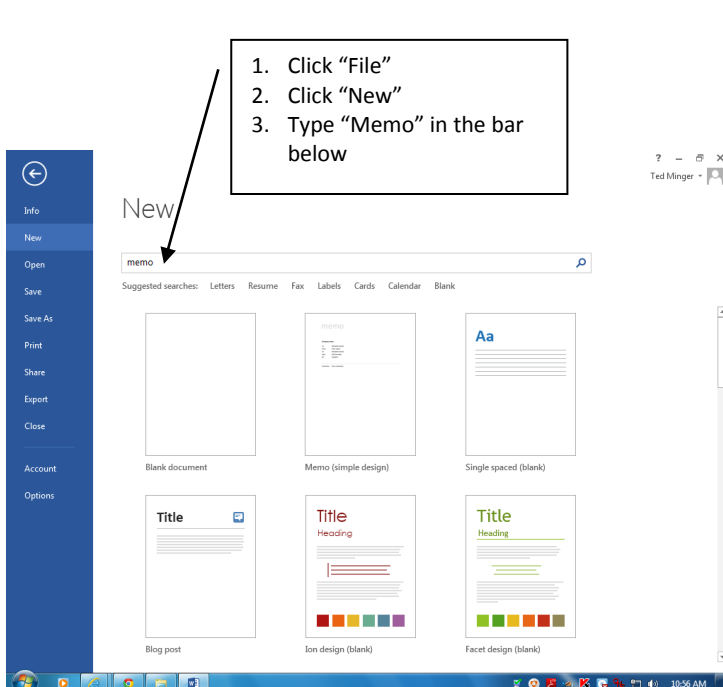 1. Click “File”
2. Click “New”
3. Type “Memo” in the bar
below
? – X
Ted Minger
Info
New
Open
Save
Save As
Print
Share
Export
Close
Account
Options
New
memo
Suggested searches: Letters Resume Fax Labels Cards Calendar Blank
memo
Aa
Blank document
Memo (simple design)
Single spaced (blank)
Title
Title
Heading
Title
Heading
Blog post
Ion design (blank)
Facet design (blank)
10:56 AM